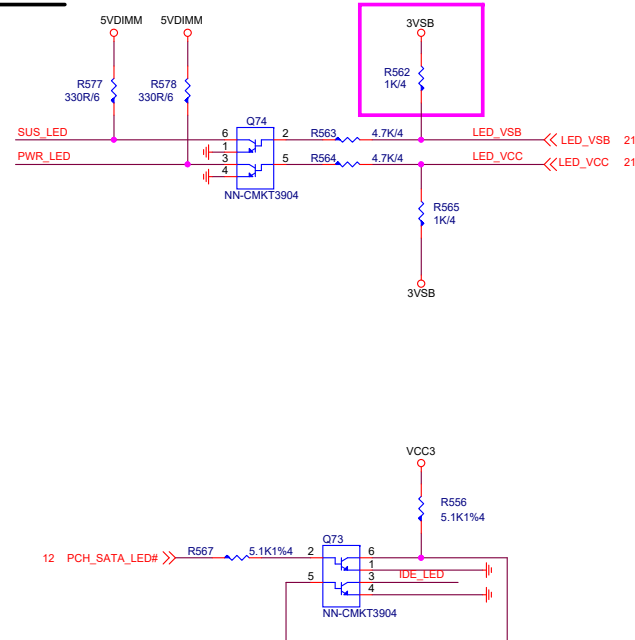 5VDIMM 5VDIMM 3VSB
R577 330R/6
R578 330R/6
R562 1K/4
Q74
SUS_LED 6 2 R563 4.7K/4 LED_VSB LED_VSB 21
1
PWR_LED 3 5 R564 4.7K/4 LED_VCC LED_VCC 21
4
NN-CMKT3904
R565
1K/4
3VSB
VCC3
R556
5.1K1%4
Q73
12 PCH_SATA_LED# R567 5.1K1%4 2 6
1
5 3 IDE_LED
4
NN-CMKT3904